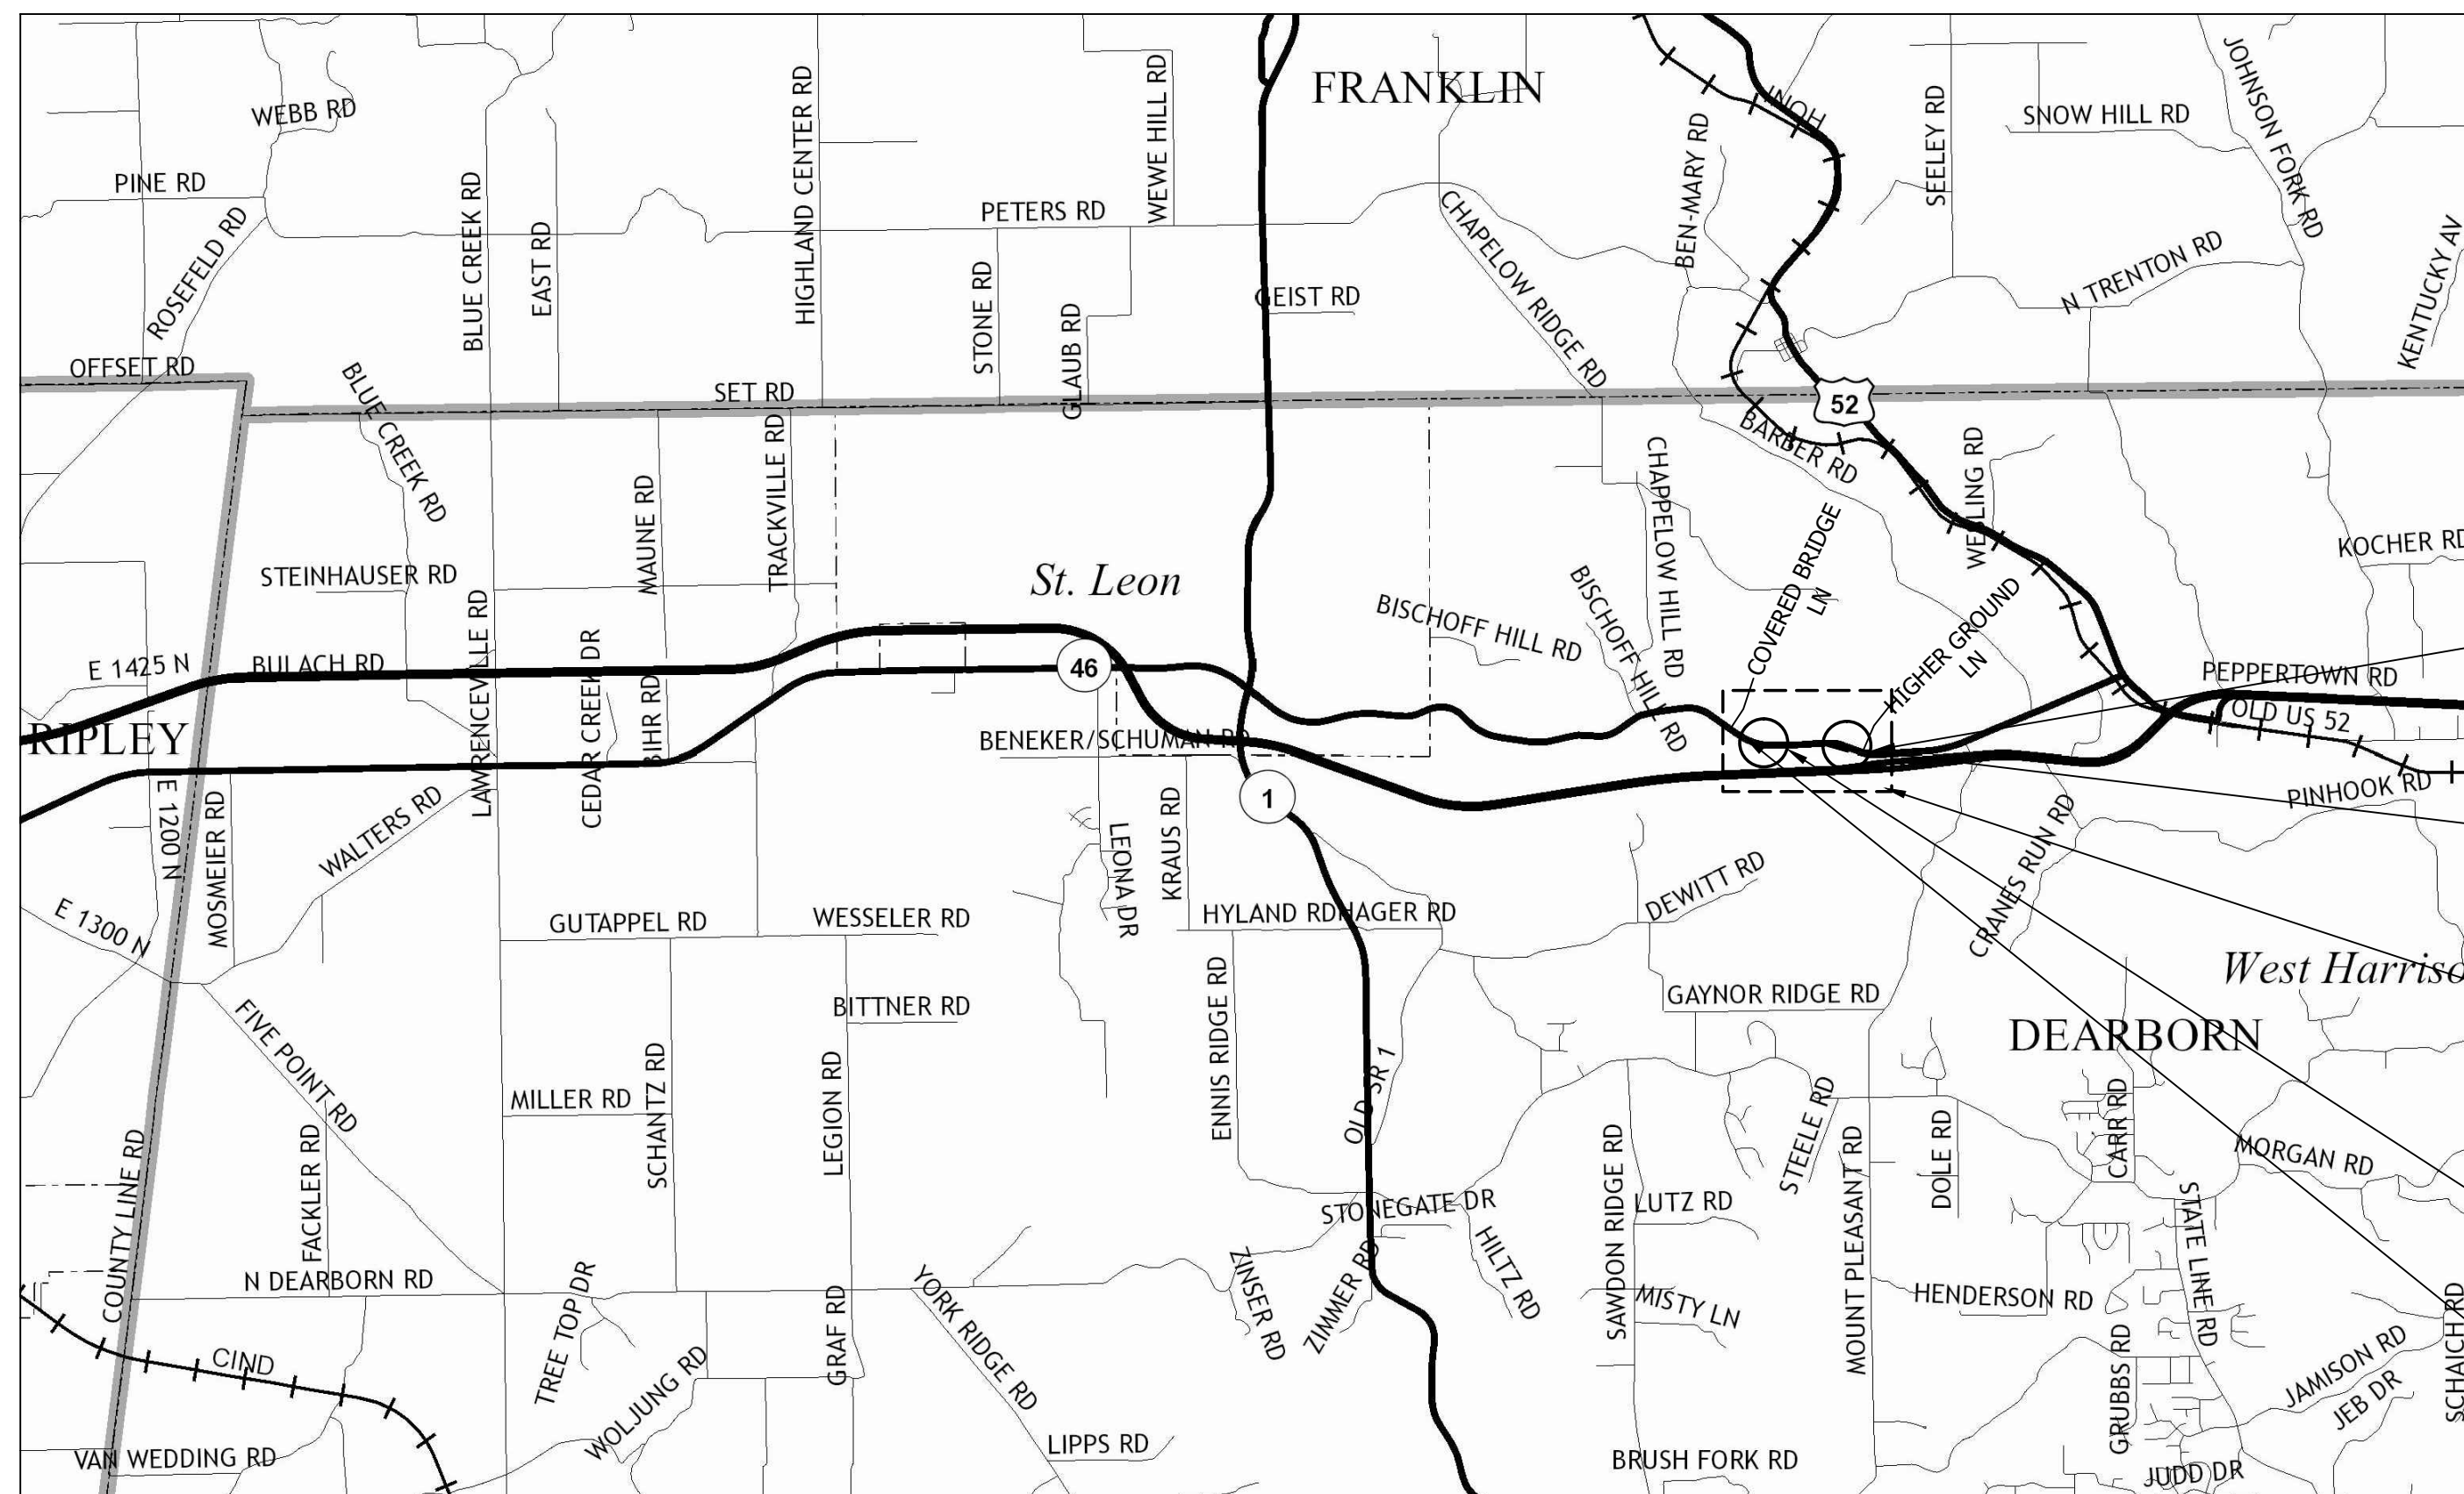 FRANKLIN
WEBB RD
PINE RD
ROSEFELD RD
OFFSET RD
BLUE CREEK RD
EAST RD
HIGHLAND CENTER RD
WEWE HILL RD
PETERS RD
STONE RD
GLAUB RD
GEIST RD
SET RD
CHAPELOW RIDGE RD
BEN-MARY RD
INOH
SEELEY RD
SNOW HILL RD
JOHNSON FORK RD
N TRENTON RD
KENTUCKY AV
52
BARBER RD
BLUE CREEK RD
STEINHAUSER RD
MAUNE RD
TRACKVILLE RD
St. Leon
BISCHOFF HILL RD
BISCHOFF HILL RD
CHAPPELOW HILL RD
COVERED BRIDGE
LN
HIGHER GROUND
LN
KOCHER RD
PEPPERTOWN RD
OLD US 52
PINHOOK RD
E 1425 N
BULACH RD
LAWRENCEVILLE RD
CEDAR CREEK DR
BIHR RD
46
RIPLEY
BENEKER/SCHUMAN RD
1
E 1200 N
MOSMEIER RD
WALTERS RD
LEONA DR
KRAUS RD
HYLAND RD
HAGER RD
DEWITT RD
CRANES RUN RD
E 1300 N
GUTAPPEL RD
WESSELER RD
West Harriso
GAYNOR RIDGE RD
DEARBORN
FIVE POINT RD
BITTNER RD
ENNIS RIDGE RD
OLD SR 1
MILLER RD
SCHANTZ RD
LEGION RD
FACKLER RD
COUNTY LINE RD
STEELE RD
MOUNT PLEASANT RD
DOLE RD
CARR RD
MORGAN RD
STONEGATE DR
LUTZ RD
SAWDON RIDGE RD
STATE LINE RD
N DEARBORN RD
TREE TOP DR
GRAF RD
YORK RIDGE RD
ZINSER RD
ZIMMER RD
HILTZ RD
MISTY LN
HENDERSON RD
GRUBBS RD
JAMISON RD
JEB DR
SCHAICH RD
CIND
WOLJUNG RD
VAN WEDDING RD
LIPPS RD
BRUSH FORK RD
JUDD DR